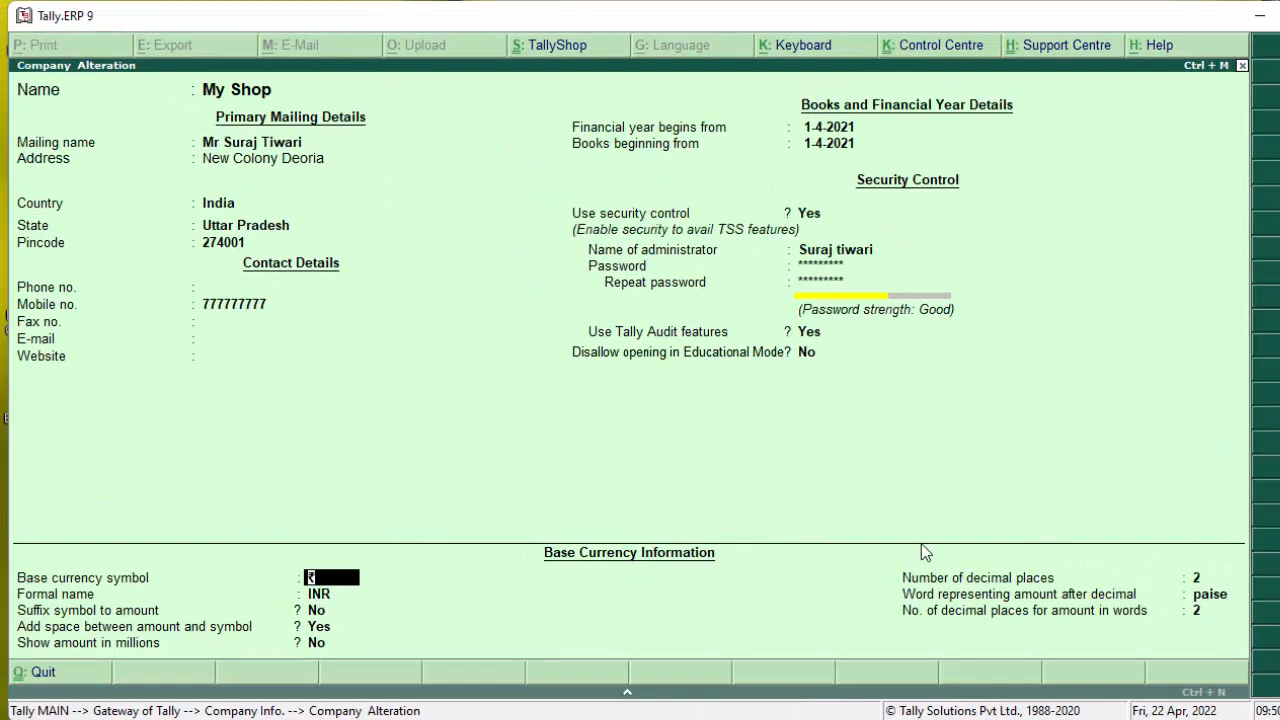 Tally.ERP 9
P: Print E: Export M: E-Mail O: Upload S: TallyShop G: Language K: Keyboard K: Control Centre H: Support Centre H: Help
Company Alteration Ctrl + M
Name : My Shop
Primary Mailing Details
Mailing name : Mr Suraj Tiwari
Address : New Colony Deoria
Country : India
State : Uttar Pradesh
Pincode : 274001
Contact Details
Phone no. :
Mobile no. : 777777777
Fax no. :
E-mail :
Website :
Books and Financial Year Details
Financial year begins from : 1-4-2021
Books beginning from : 1-4-2021
Security Control
Use security control ? Yes
(Enable security to avail TSS features)
Name of administrator : Suraj tiwari
Password : *********
Repeat password : *********
(Password strength: Good)
Use Tally Audit features ? Yes
Disallow opening in Educational Mode? No
Base Currency Information
Base currency symbol : ₹
Formal name : INR
Suffix symbol to amount ? No
Add space between amount and symbol ? Yes
Show amount in millions ? No
Number of decimal places : 2
Word representing amount after decimal : paise
No. of decimal places for amount in words : 2
Q: Quit
Ctrl + N
Tally MAIN --> Gateway of Tally --> Company Info. --> Company Alteration © Tally Solutions Pvt Ltd., 1988-2020 Fri, 22 Apr, 2022